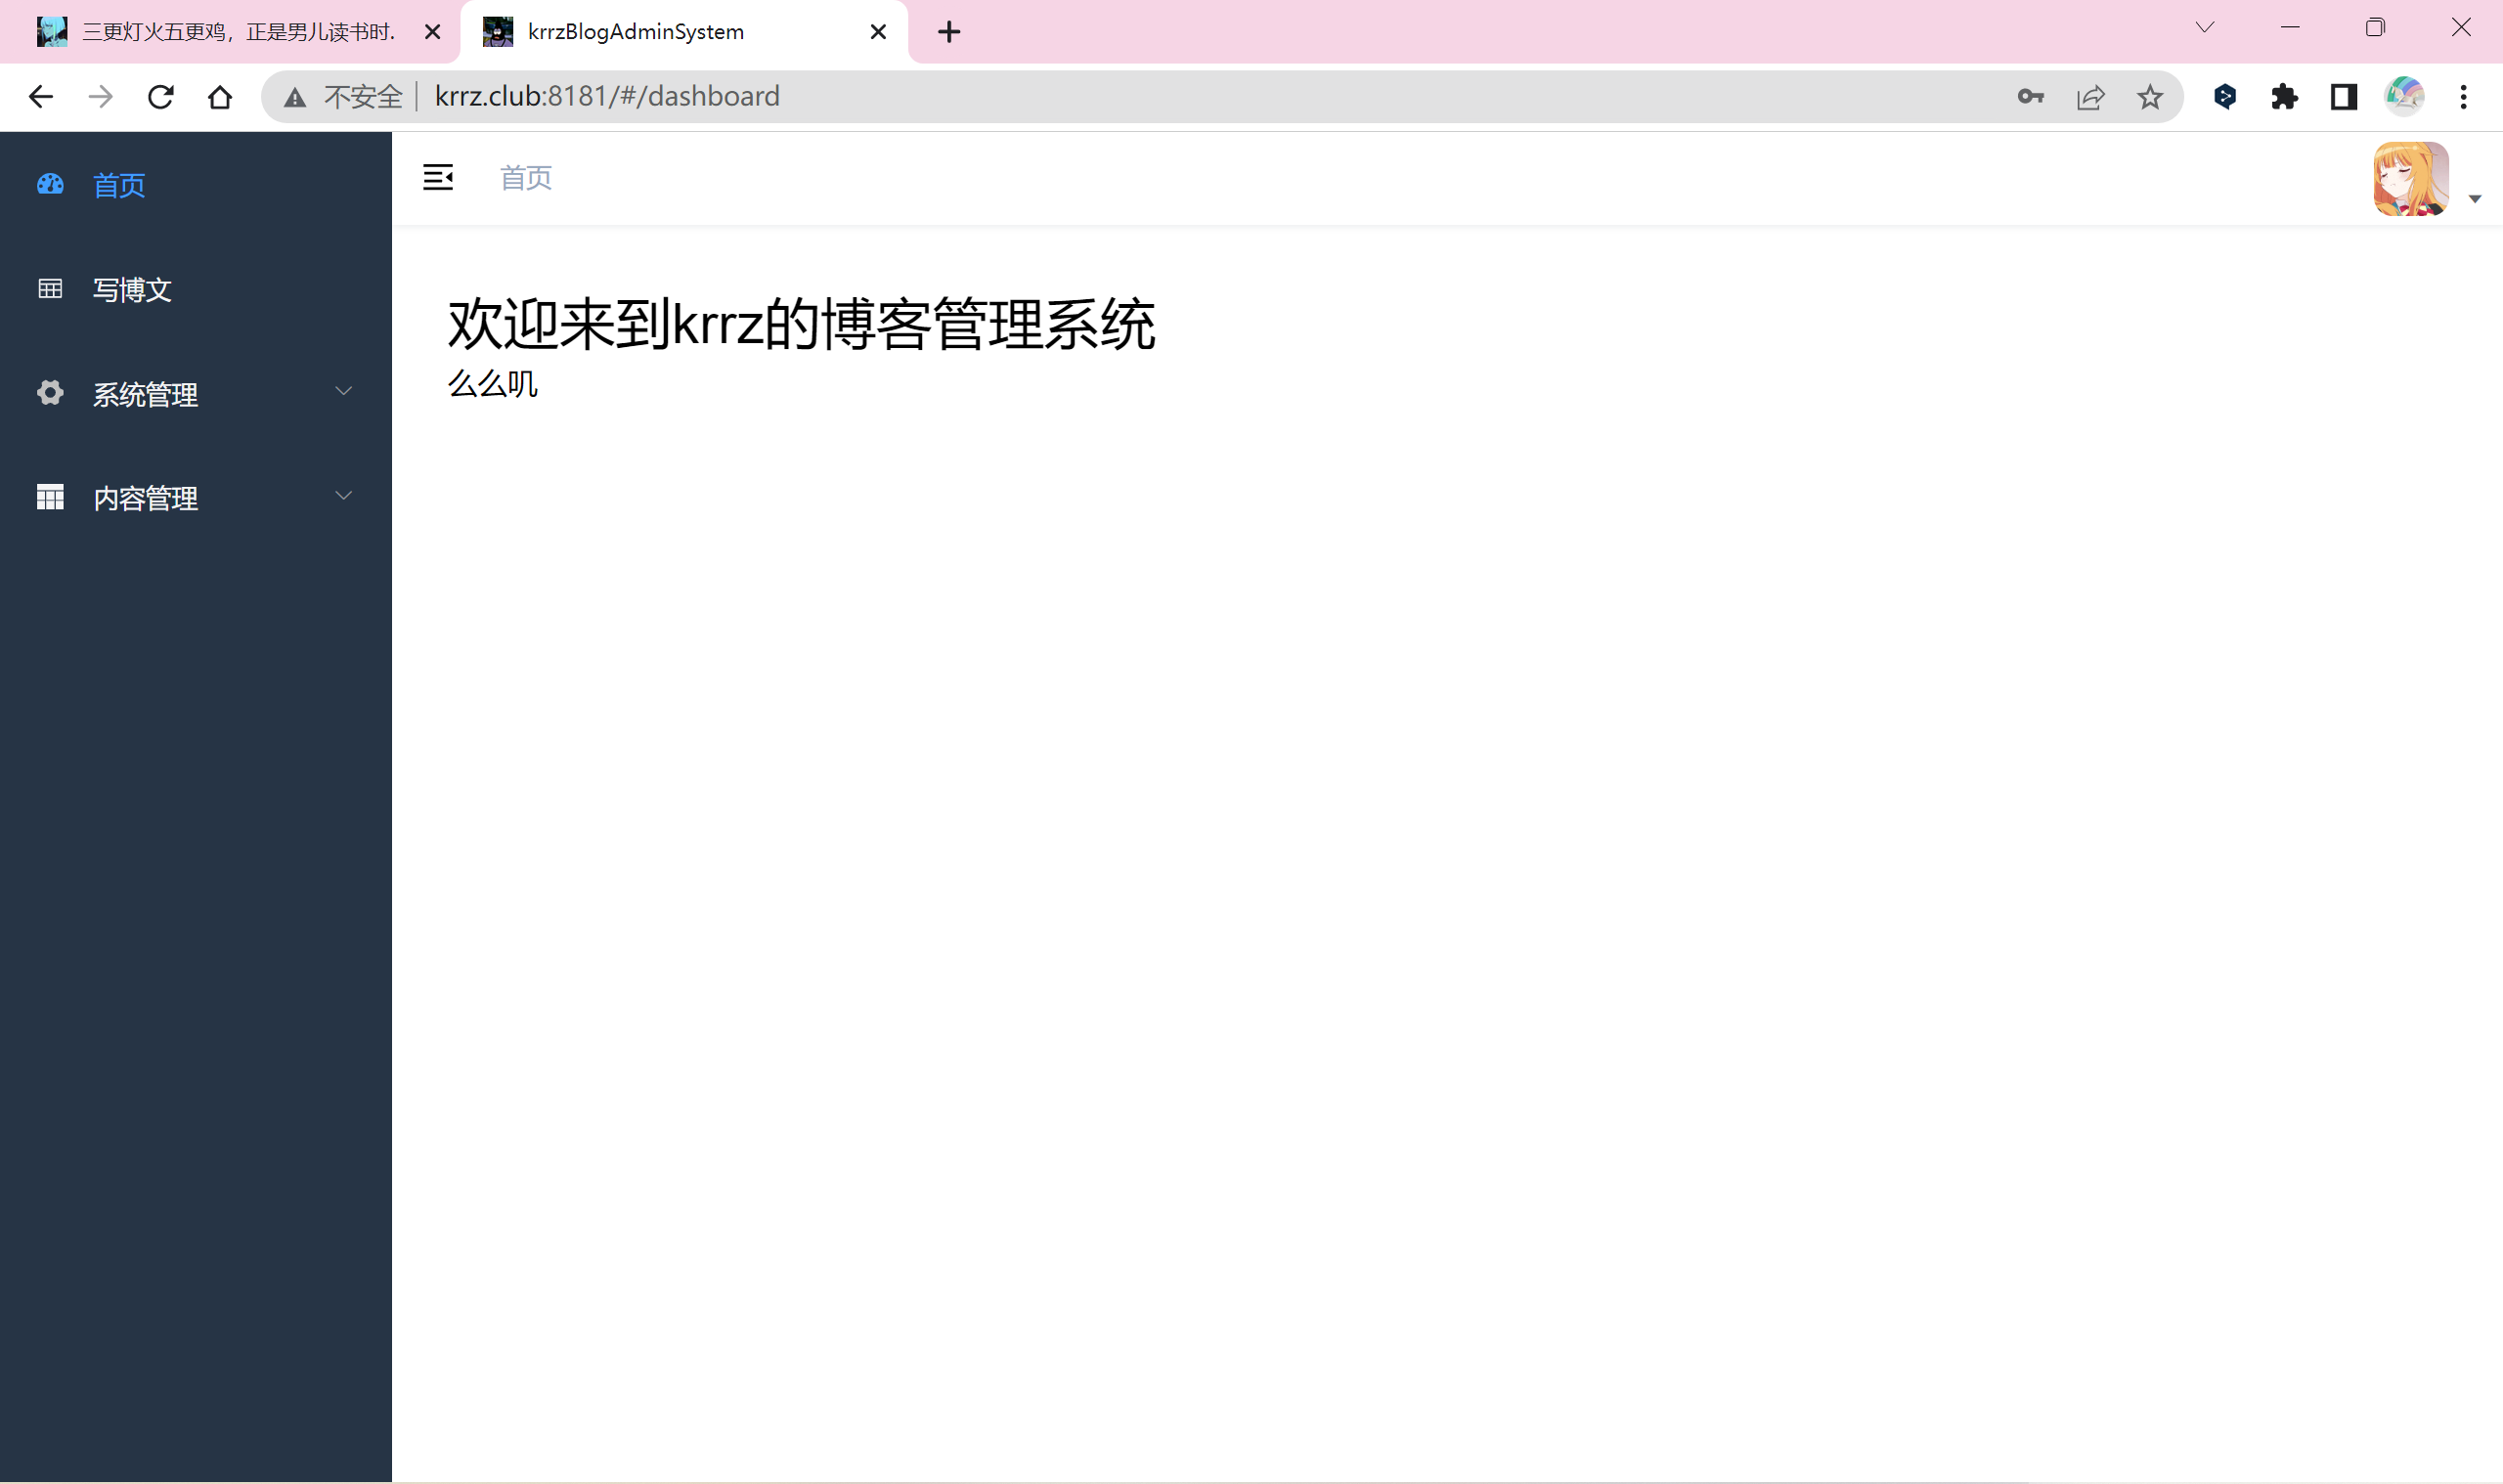 三更灯火五更鸡，正是男儿读书时.
krrzBlogAdminSystem
不安全
krrz.club:8181/#/dashboard
首页
首页
写博文
系统管理
内容管理
欢迎来到krrz的博客管理系统
么么叽